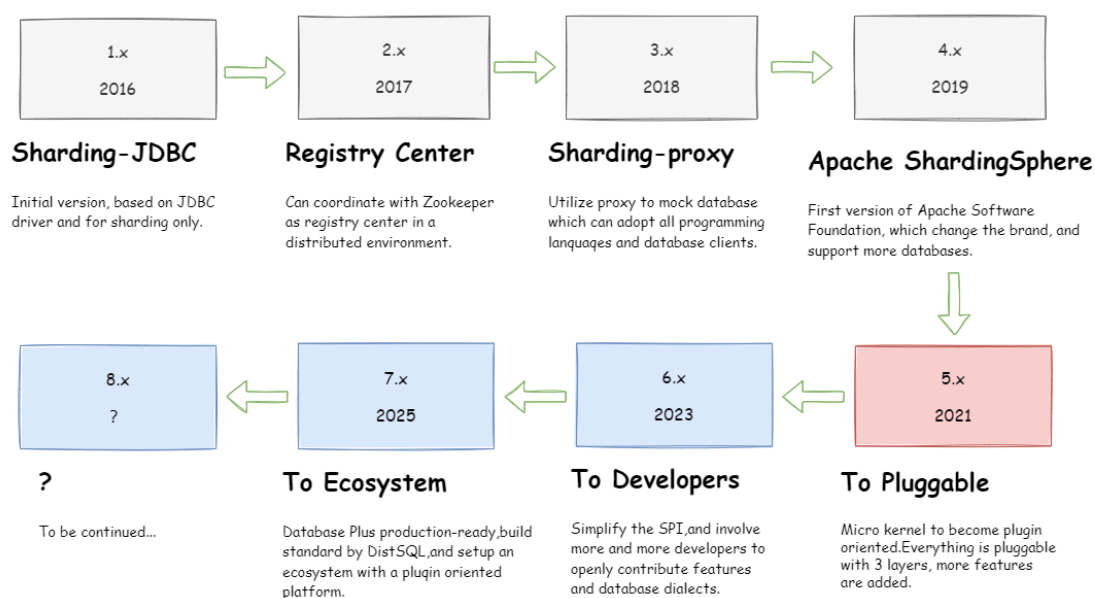 1.x
2016
Sharding-JDBC
Initial version, based on JDBC
driver and for sharding only.
2.x
2017
Registry Center
Can coordinate with Zookeeper
as registry center in a
distributed environment.
3.x
2018
Sharding-proxy
Utilize proxy to mock database
which can adopt all programming
languages and database clients.
4.x
2019
Apache ShardingSphere
First version of Apache Software
Foundation, which change the brand, and
support more databases.
5.x
2021
To Pluggable
Micro kernel to become plugin
oriented.Everything is pluggable
with 3 layers, more features
are added.
6.x
2023
To Developers
Simplify the SPI,and involve
more and more developers to
openly contribute features
and database dialects.
7.x
2025
To Ecosystem
Database Plus production-ready,build
standard by DistSQL,and setup an
ecosystem with a plugin oriented
platform.
8.x
?
?
To be continued...